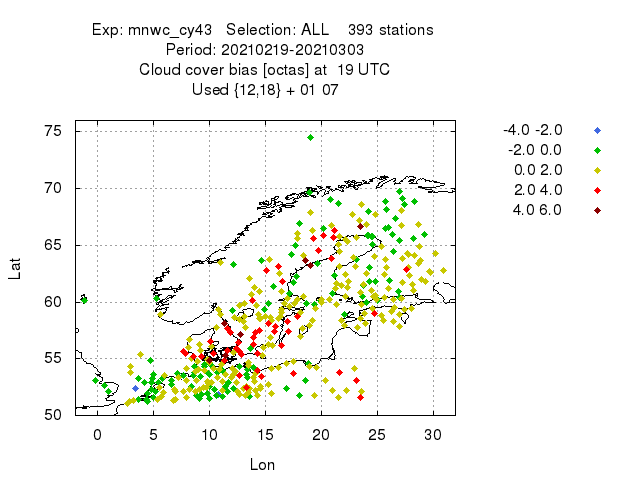 Exp: mnwc_cy43 Selection: ALL 393 stations
Period: 20210219-20210303
Cloud cover bias [octas] at 19 UTC
Used {12,18} + 01 07
-4.0 -2.0
-2.0 0.0
0.0 2.0
2.0 4.0
4.0 6.0
75
70
65
60
55
50
Lat
0 5 10 15 20 25 30
Lon